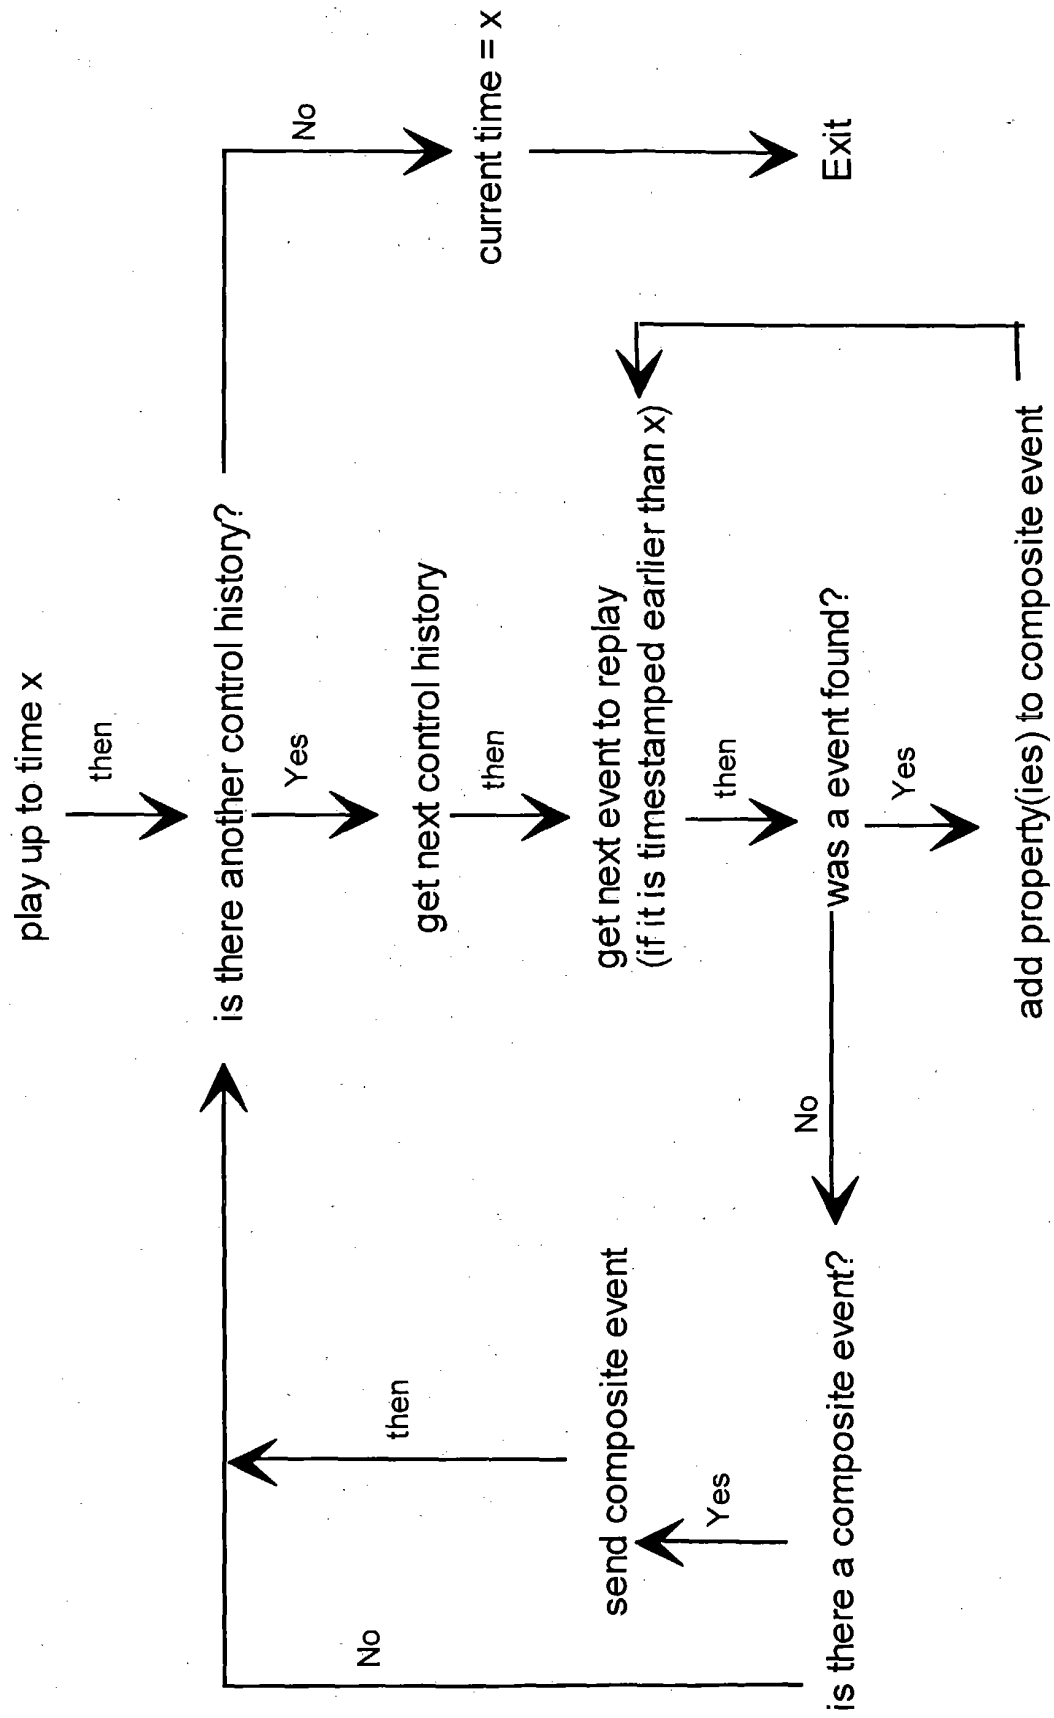 play up to time x
then
is there another control history?
No
Yes
current time = x
get next control history
then
Exit
get next event to replay
(if it is timestamped earlier than x)
then
was a event found?
Yes
No
add property(ies) to composite event
is there a composite event?
Yes
send composite event
then
No